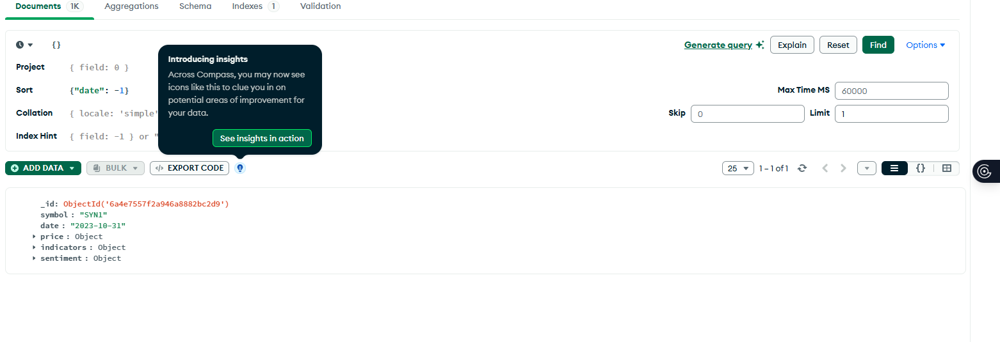 Documents 1K Aggregations Schema Indexes 1 Validation
{} Generate query Explain Reset Find Options
Introducing insights
Across Compass, you may now see
icons like this to clue you in on
potential areas of improvement for
your data.
See insights in action
Project { field: 0 }
Sort {"date": -1} Max Time MS 60000
Collation { locale: 'simple' Skip 0 Limit 1
Index Hint { field: -1 } or "
ADD DATA BULK </> EXPORT CODE 25 1 – 1 of 1 {}
_id: ObjectId('6a4e7557f2a946a8882bc2d9')
symbol : "SYN1"
date : "2023-10-31"
price : Object
indicators : Object
sentiment : Object